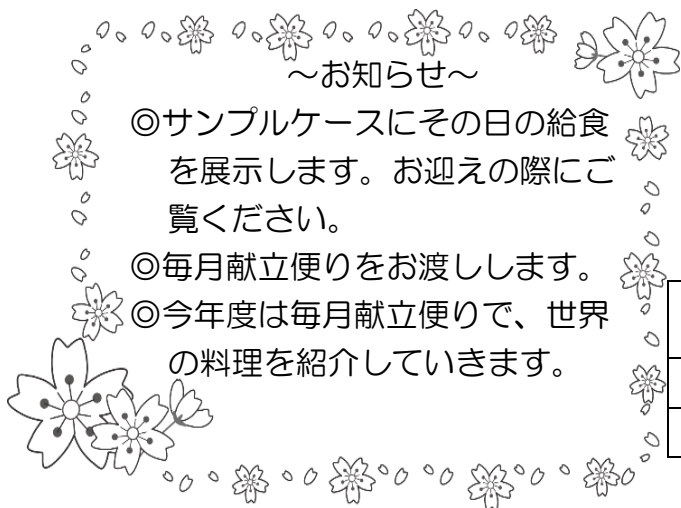 ～お知らせ～
◎サンプルケースにその日の給食
を展示します。お迎えの際にご
覧ください。
◎毎月献立便りをお渡しします。
◎今年度は毎月献立便りで、世界
の料理を紹介していきます。